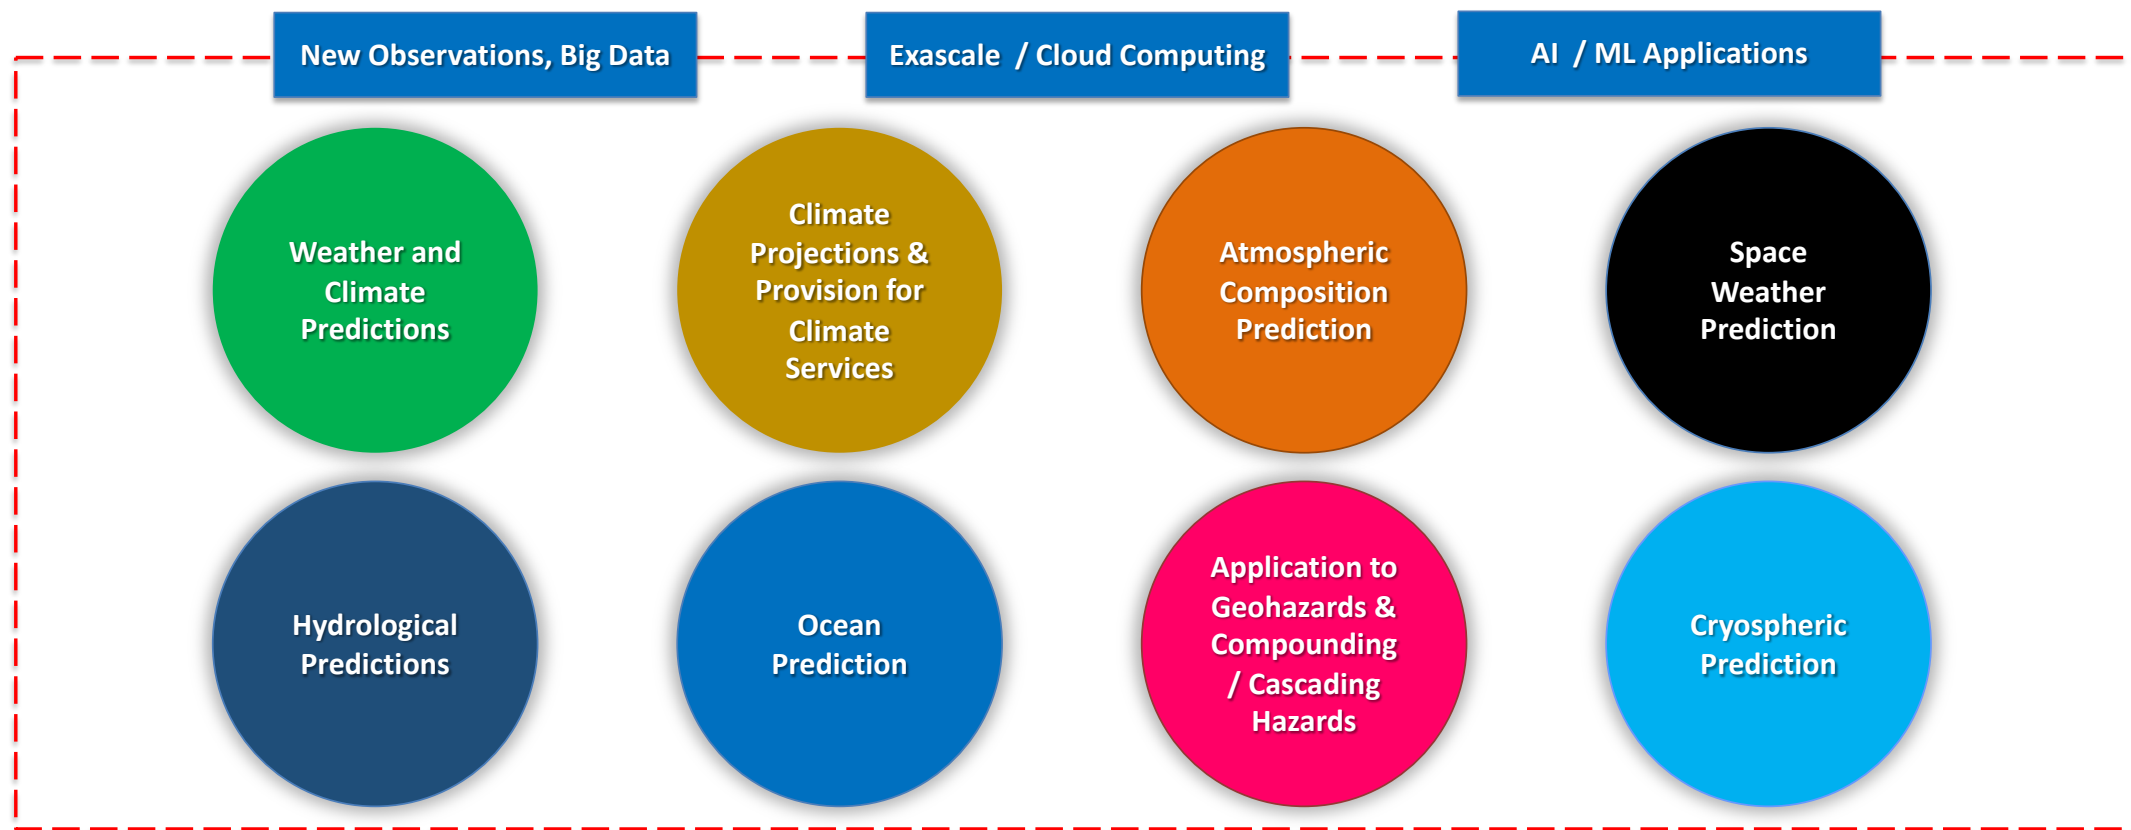 New Observations, Big Data
Exascale / Cloud Computing
AI / ML Applications
Weather and
Climate
Predictions
Climate
Projections &
Provision for
Climate
Services
Atmospheric
Composition
Prediction
Space
Weather
Prediction
Hydrological
Predictions
Ocean
Prediction
Application to
Geohazards &
Compounding
/ Cascading
Hazards
Cryospheric
Prediction